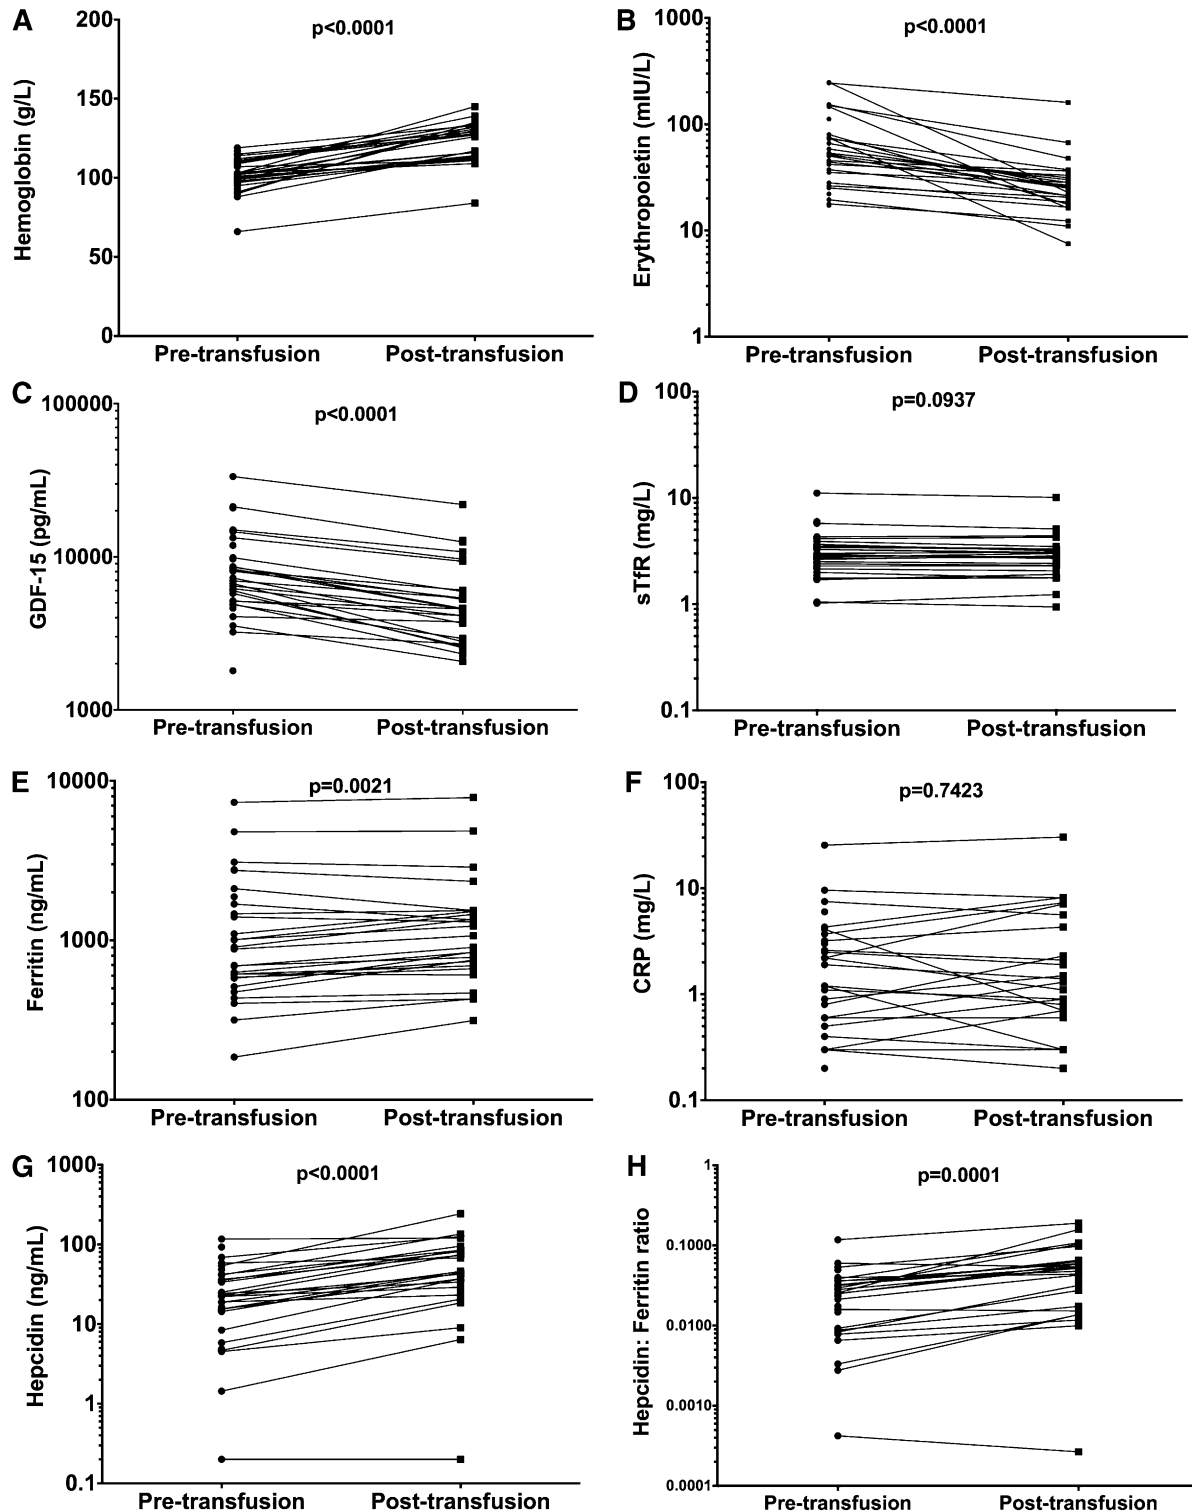 A
p<0.0001
Hemoglobin (g/L)
200
150
100
50
0
Pre-transfusion Post-transfusion
B
p<0.0001
Erythropoietin (mIU/L)
1000
100
10
1
Pre-transfusion Post-transfusion
C
p<0.0001
GDF-15 (pg/mL)
100000
10000
1000
Pre-transfusion Post-transfusion
D
p=0.0937
sTfR (mg/L)
100
10
1
0.1
Pre-transfusion Post-transfusion
E
p=0.0021
Ferritin (ng/mL)
10000
1000
100
Pre-transfusion Post-transfusion
F
p=0.7423
CRP (mg/L)
100
10
1
0.1
Pre-transfusion Post-transfusion
G
p<0.0001
Hepcidin (ng/mL)
1000
100
10
1
0.1
Pre-transfusion Post-transfusion
H
p=0.0001
Hepcidin: Ferritin ratio
1
0.1000
0.0100
0.0010
0.0001
Pre-transfusion Post-transfusion